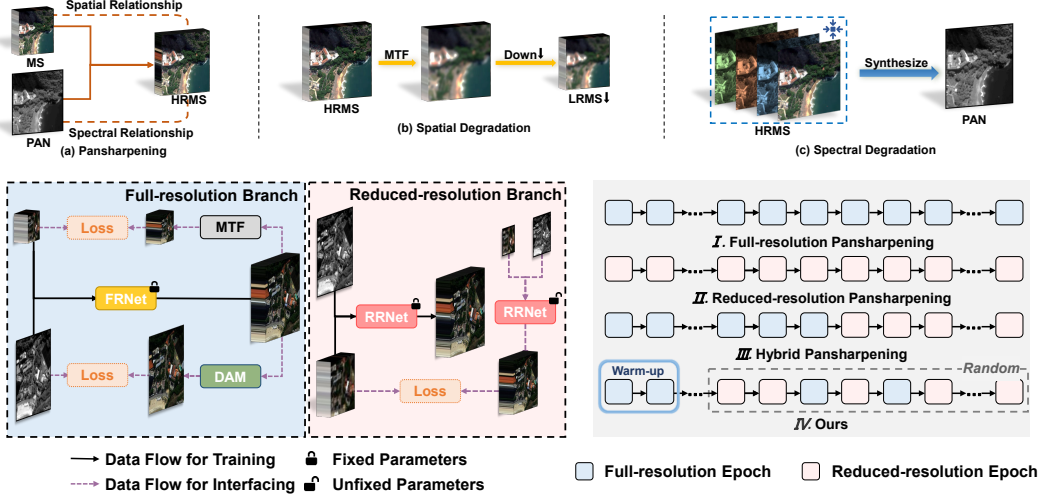 Spatial Relationship
MS
HRMS
Spectral Relationship
PAN
(a) Pansharpening
MTF
Down↓
HRMS
LRMS↓
(b) Spatial Degradation
Synthesize
HRMS
PAN
(c) Spectral Degradation
Full-resolution Branch
Loss
MTF
FRNet
Loss
DAM
Reduced-resolution Branch
RRNet
RRNet
Loss
Data Flow for Training
Fixed Parameters
Data Flow for Interfacing
Unfixed Parameters
I. Full-resolution Pansharpening
II. Reduced-resolution Pansharpening
III. Hybrid Pansharpening
Warm-up
Random
IV. Ours
Full-resolution Epoch
Reduced-resolution Epoch